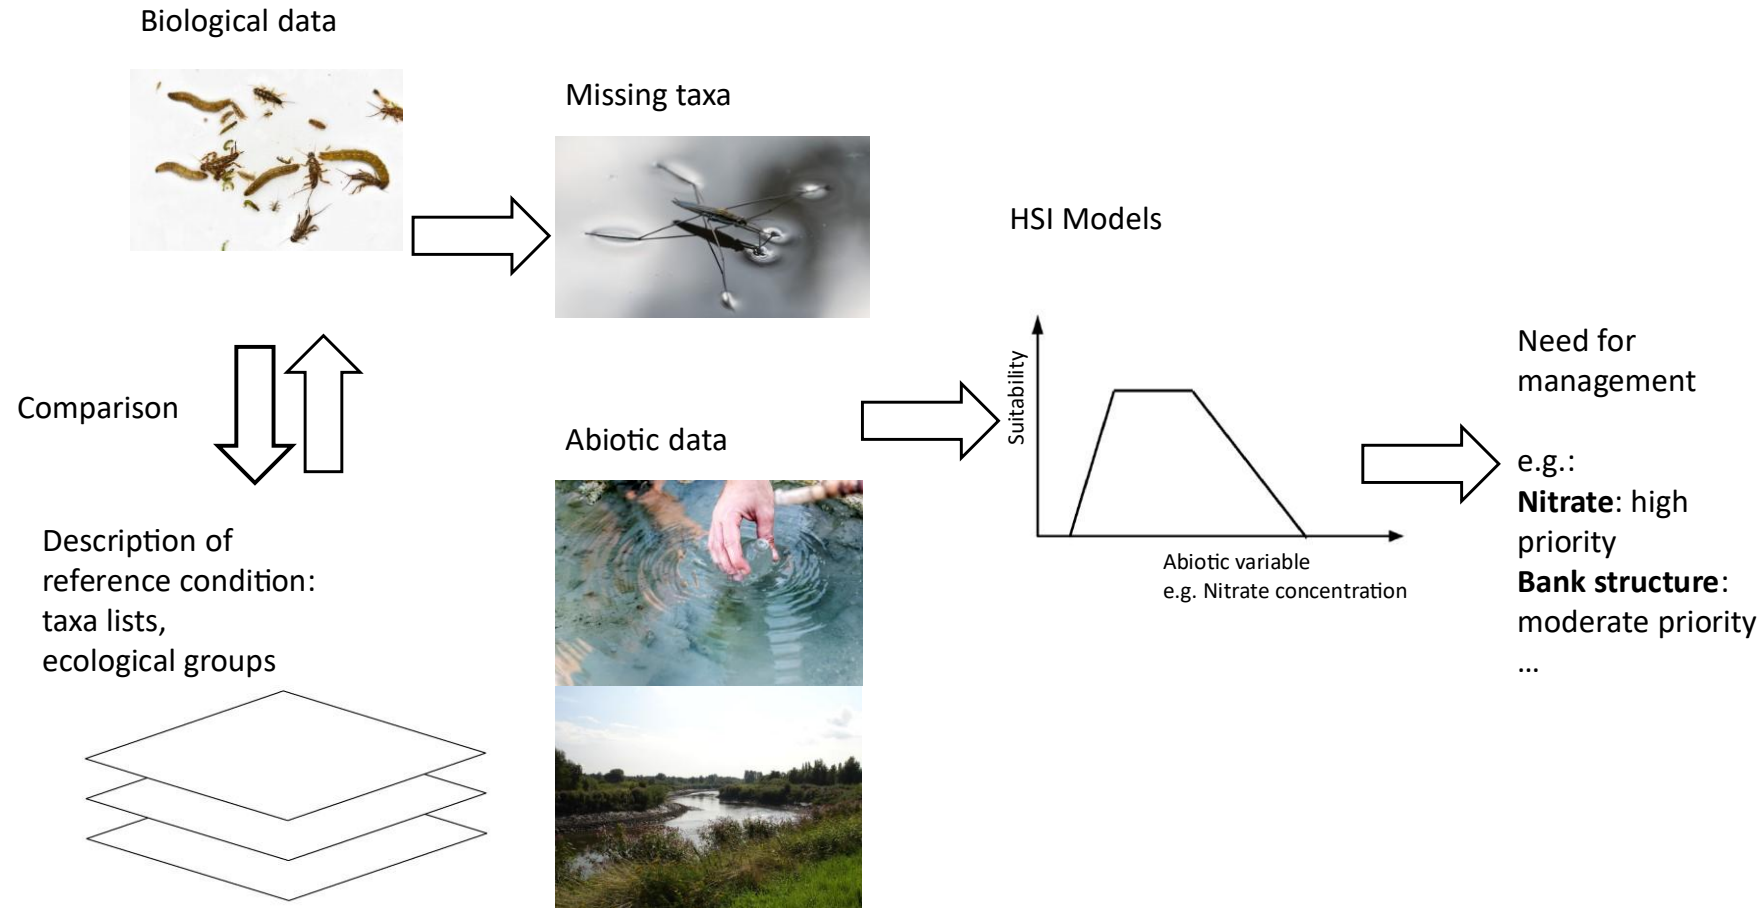 Biological data
Missing taxa
HSI Models
Comparison
Abiotic data
Description of
reference condition:
taxa lists,
ecological groups
Suitability
Abiotic variable
e.g. Nitrate concentration
Need for
management
e.g.:
Nitrate: high
priority
Bank structure:
moderate priority
...